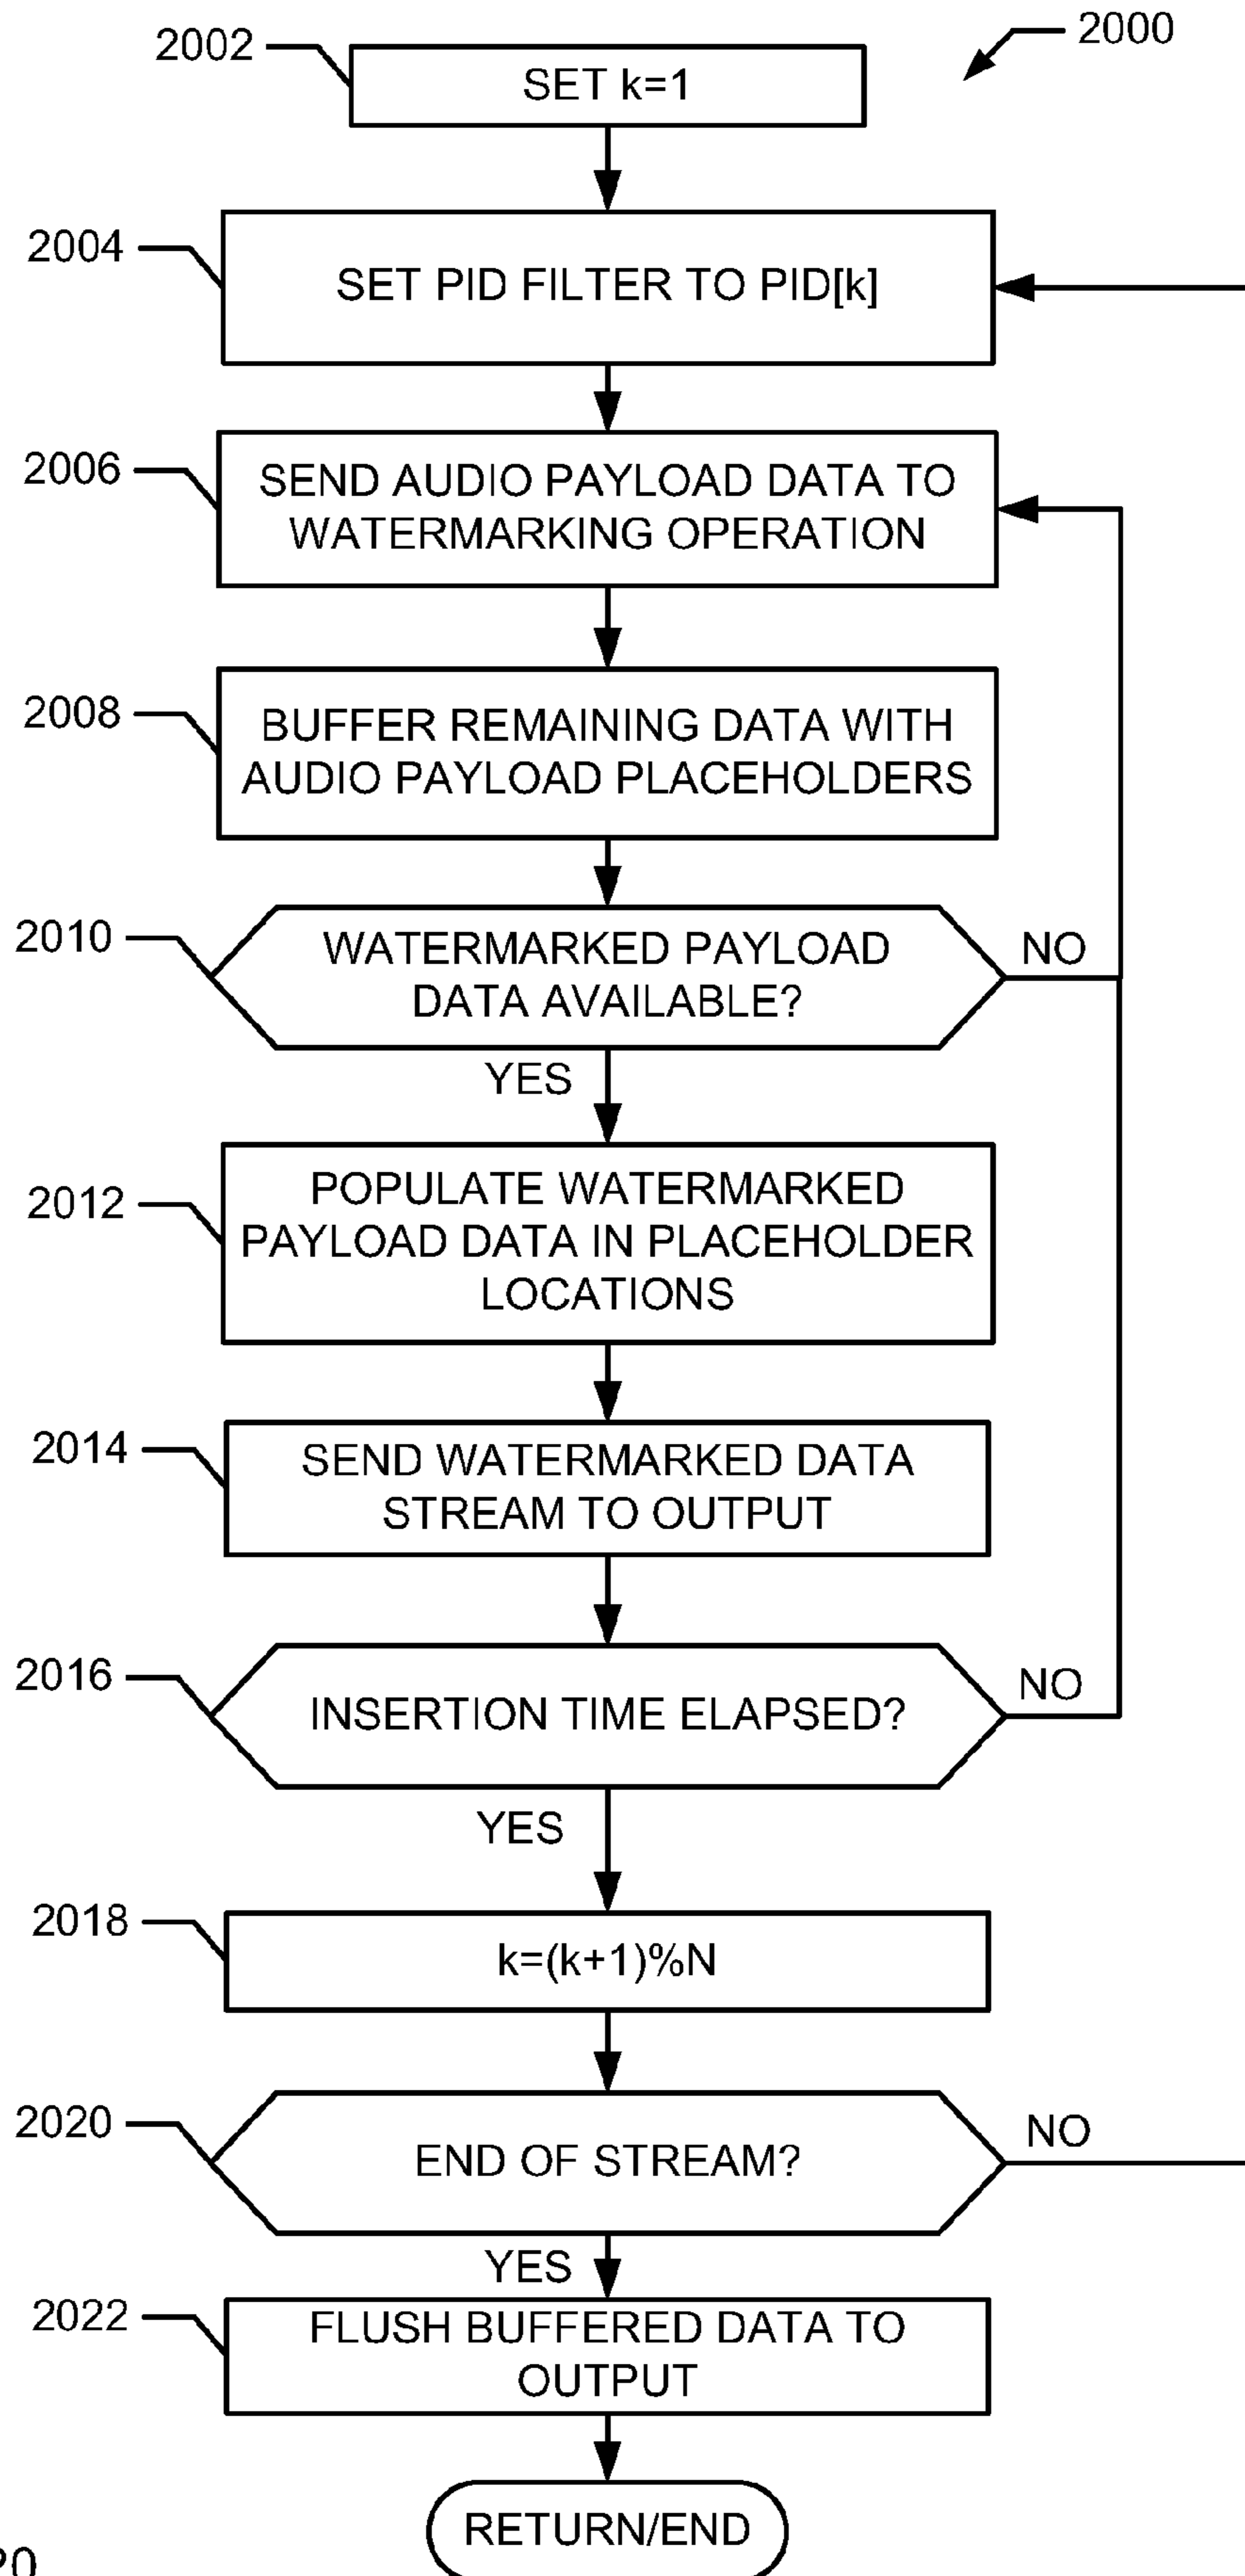 2000
2002
SET k=1
2004
SET PID FILTER TO PID[k]
2006
SEND AUDIO PAYLOAD DATA TO
WATERMARKING OPERATION
2008
BUFFER REMAINING DATA WITH
AUDIO PAYLOAD PLACEHOLDERS
2010
WATERMARKED PAYLOAD
DATA AVAILABLE?
NO
YES
2012
POPULATE WATERMARKED
PAYLOAD DATA IN PLACEHOLDER
LOCATIONS
2014
SEND WATERMARKED DATA
STREAM TO OUTPUT
2016
INSERTION TIME ELAPSED?
NO
YES
2018
k=(k+1)%N
2020
END OF STREAM?
NO
YES
2022
FLUSH BUFFERED DATA TO
OUTPUT
RETURN/END